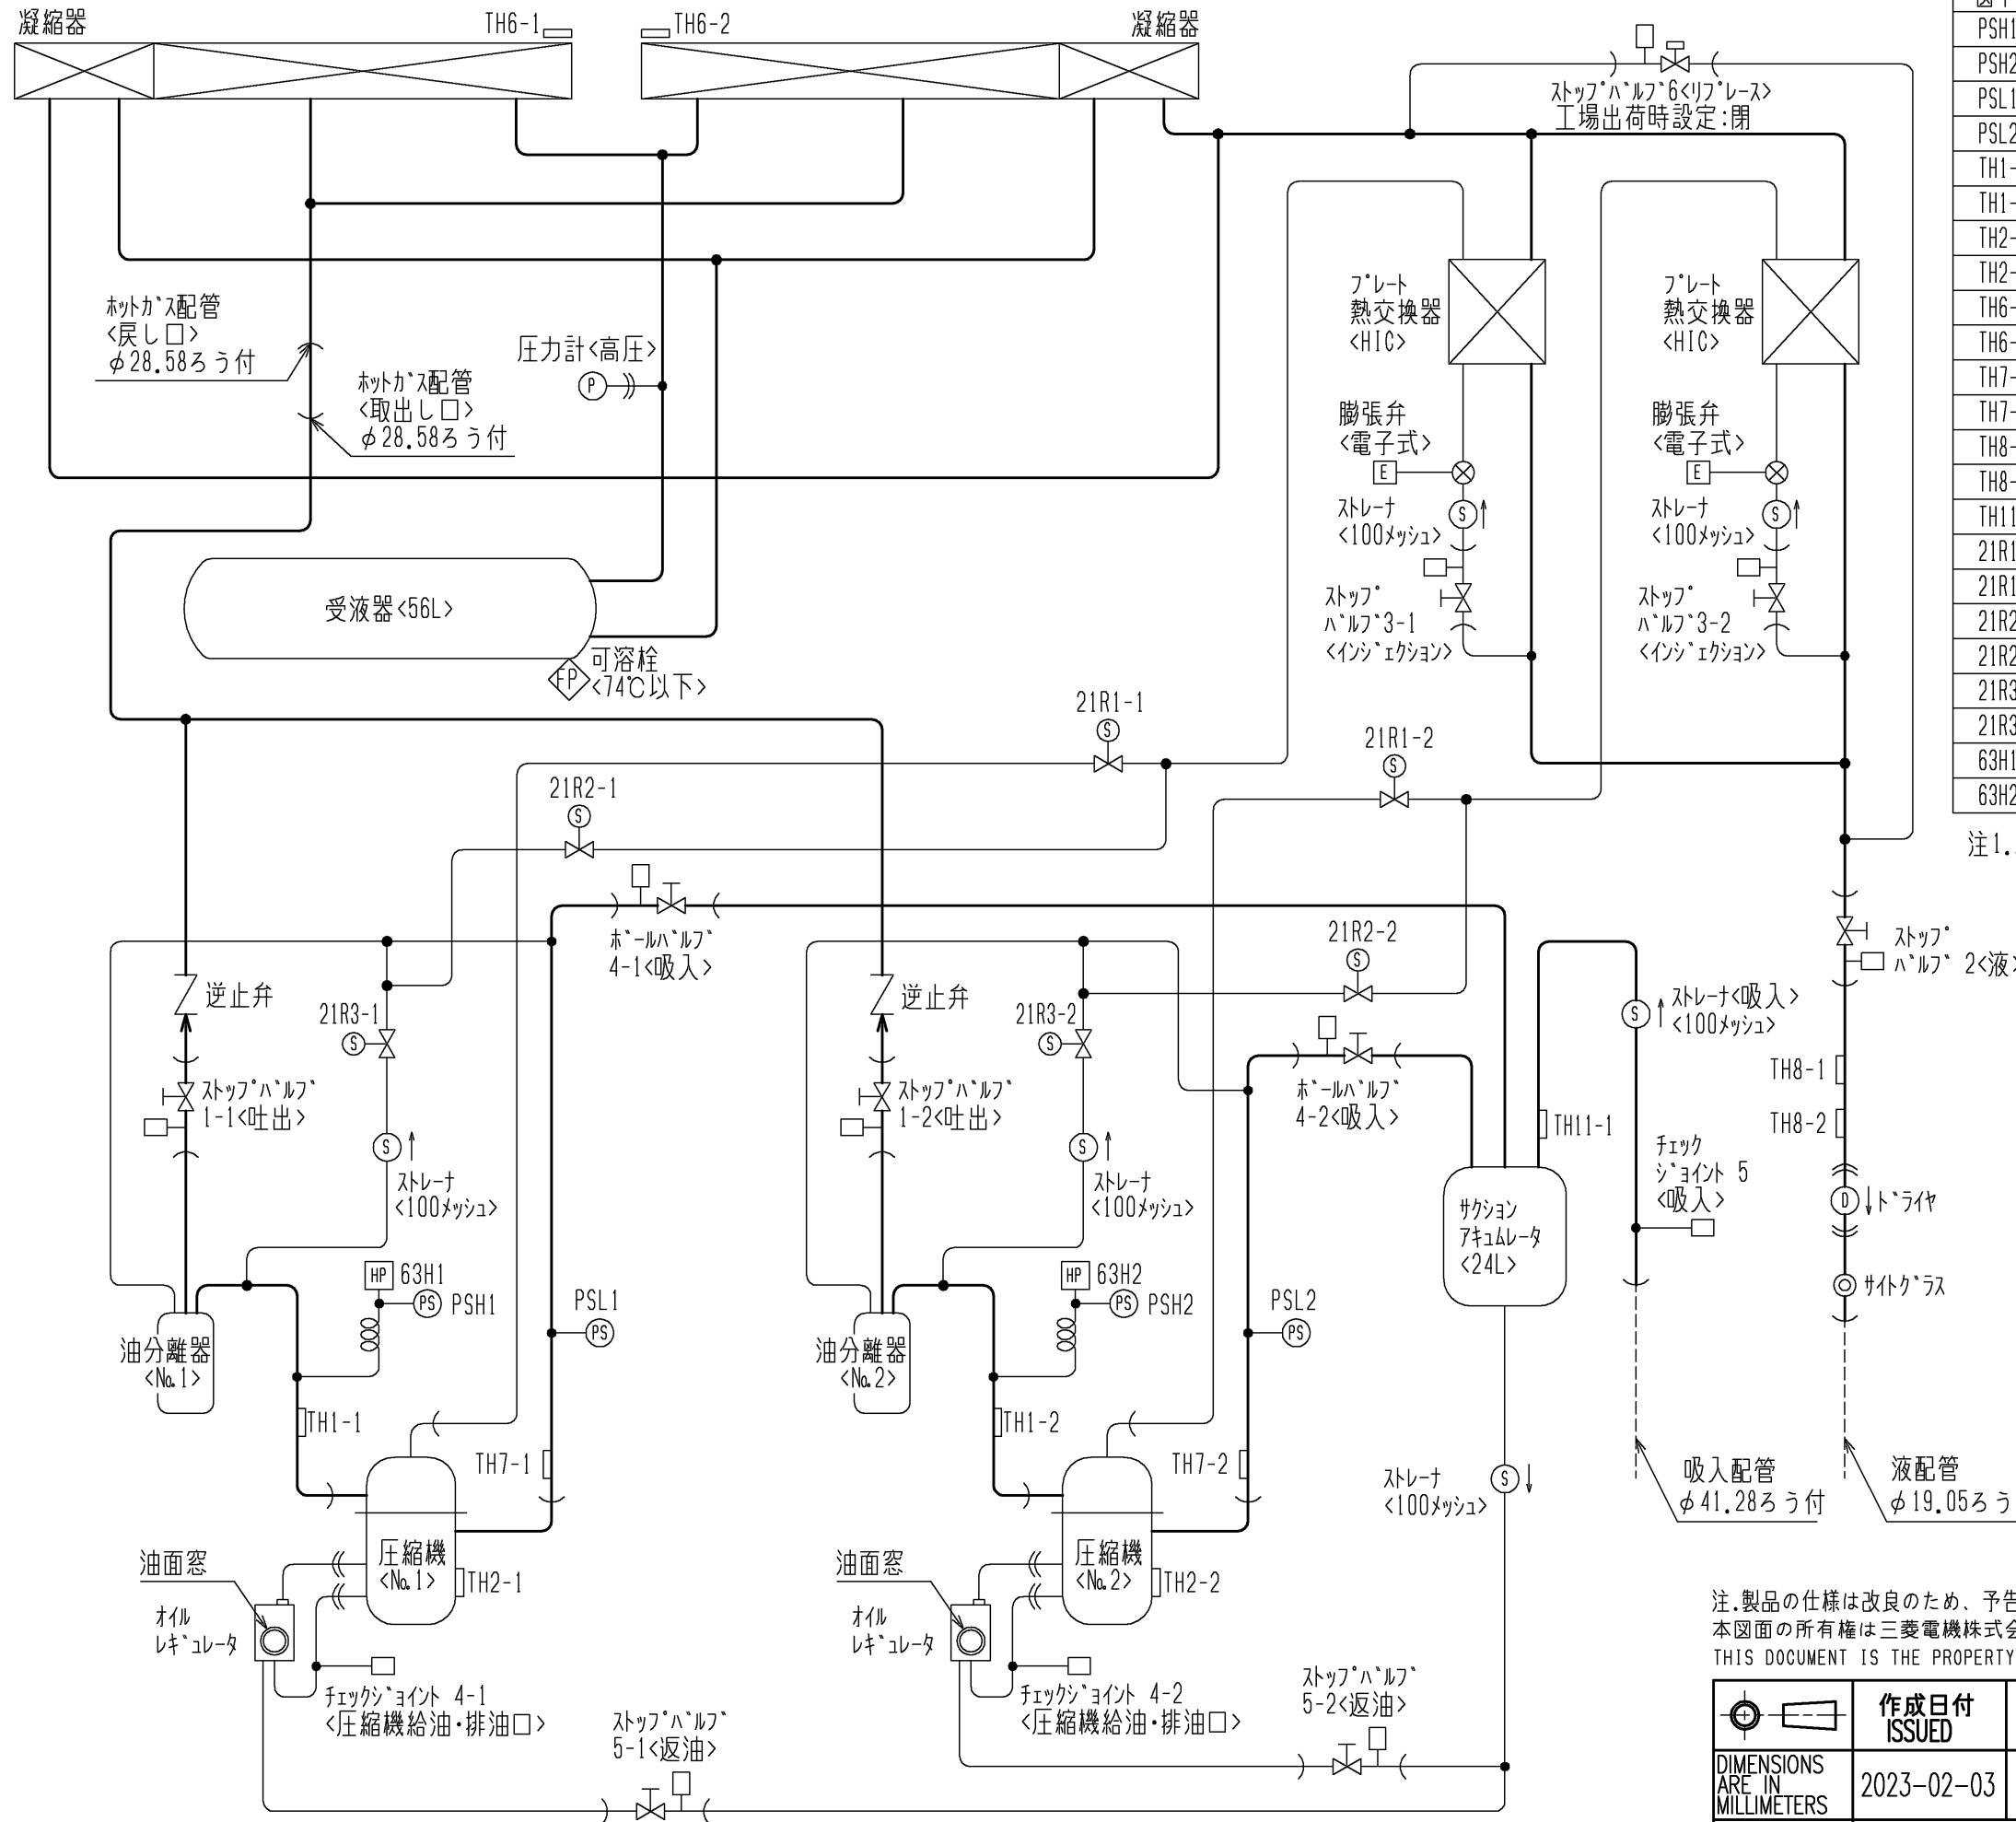 凝縮器
TH6-1
TH6-2
凝縮器
ストップバルブ6<リプレース>
工場出荷時設定:閉
ホットガス配管
<戻し口>
φ28.58ろう付
ホットガス配管
<取出し口>
φ28.58ろう付
圧力計<高圧>
P
プレート
熱交換器
<HIC>
プレート
熱交換器
<HIC>
膨張弁
<電子式>
E
膨張弁
<電子式>
E
ストレーナ
<100メッシュ>
S
ストレーナ
<100メッシュ>
S
ストップ
バルブ3-1
<インジェクション>
ストップ
バルブ3-2
<インジェクション>
受液器<56L>
FP
可溶栓
<74℃以下>
21R1-1
S
21R1-2
S
21R2-1
S
ボールバルブ
4-1<吸入>
21R2-2
S
逆止弁
21R3-1
S
ストップバルブ
1-1<吐出>
S
ストレーナ
<100メッシュ>
逆止弁
21R3-2
S
ストップバルブ
1-2<吐出>
S
ストレーナ
<100メッシュ>
ボールバルブ
4-2<吸入>
TH11-1
S
ストレーナ<吸入>
<100メッシュ>
ストップ
バルブ 2<液>
TH8-1
TH8-2
チェック
ジョイント 5
<吸入>
D
ドライヤ
サイトグラス
サクション
アキュムレータ
<24L>
HP
63H1
PS
PSH1
PSL1
PS
油分離器
<No.1>
HP
63H2
PS
PSH2
PSL2
PS
油分離器
<No.2>
TH1-1
TH7-1
TH1-2
TH7-2
ストレーナ
<100メッシュ>
S
吸入配管
φ41.28ろう付
液配管
φ19.05ろう
油面窓
圧縮機
<No.1>
TH2-1
オイル
レギュレータ
油面窓
圧縮機
<No.2>
TH2-2
オイル
レギュレータ
チェックジョイント 4-1
<圧縮機給油・排油口>
ストップバルブ
5-1<返油>
チェックジョイント 4-2
<圧縮機給油・排油口>
ストップバルブ
5-2<返油>
PSH1
PSH2
PSL1
PSL2
TH1-
TH1-
TH2-
TH2-
TH6-
TH6-
TH7-
TH7-
TH8-
TH8-
TH11
21R1
21R1
21R2
21R2
21R3
21R3
63H1
63H2
注1.
注.製品の仕様は改良のため、予告
本図面の所有権は三菱電機株式会
THIS DOCUMENT IS THE PROPERTY
作成日付
ISSUED
DIMENSIONS
ARE IN
MILLIMETERS
2023-02-03